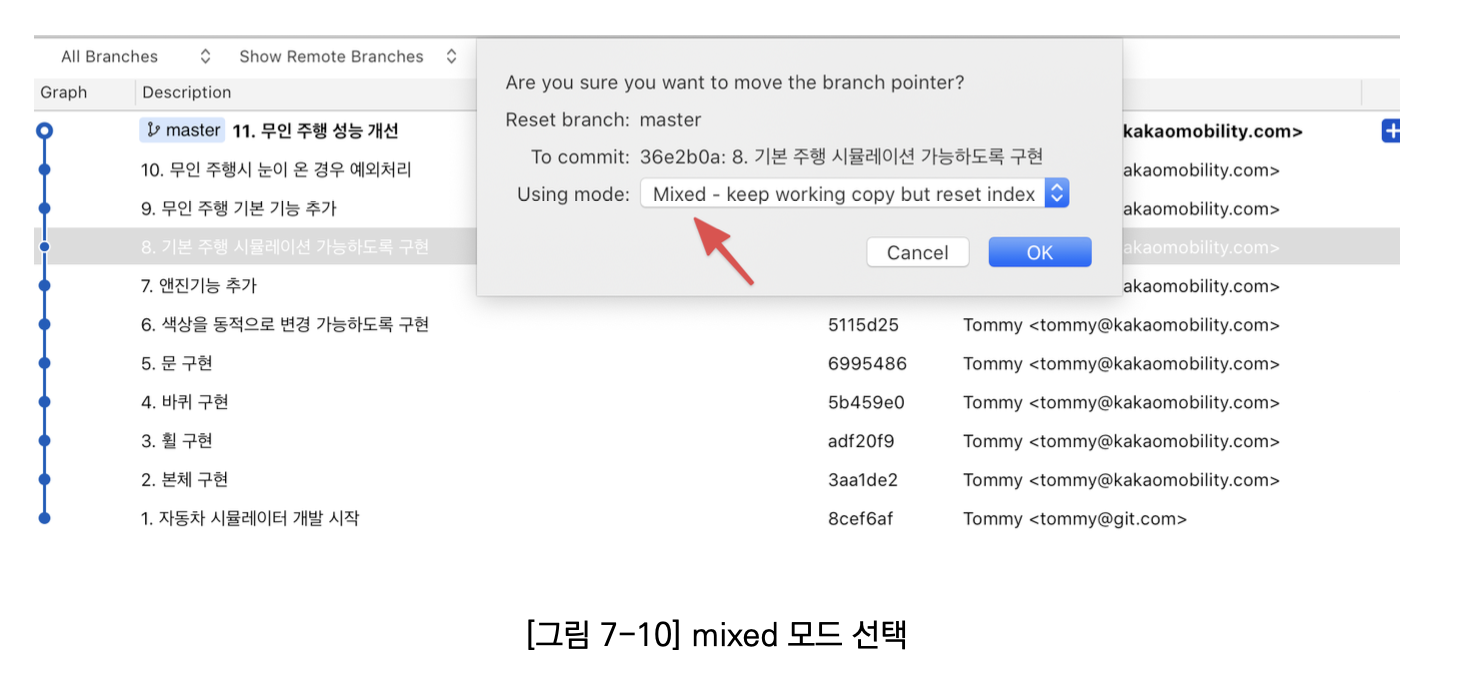 All Branches Show Remote Branches
Graph Description
Are you sure you want to move the branch pointer?
Reset branch: master
To commit: 36e2b0a: 8. 기본 주행 시뮬레이션 가능하도록 구현
Using mode: Mixed - keep working copy but reset index
Cancel OK
master 11. 무인 주행 성능 개선 kakaomobility.com>
10. 무인 주행시 눈이 온 경우 예외처리 akaomobility.com>
9. 무인 주행 기본 기능 추가 akaomobility.com>
8. 기본 주행 시뮬레이션 가능하도록 구현 akaomobility.com>
7. 앤진기능 추가 akaomobility.com>
6. 색상을 동적으로 변경 가능하도록 구현 5115d25 Tommy <tommy@kakaomobility.com>
5. 문 구현 6995486 Tommy <tommy@kakaomobility.com>
4. 바퀴 구현 5b459e0 Tommy <tommy@kakaomobility.com>
3. 휠 구현 adf20f9 Tommy <tommy@kakaomobility.com>
2. 본체 구현 3aa1de2 Tommy <tommy@kakaomobility.com>
1. 자동차 시뮬레이터 개발 시작 8cef6af Tommy <tommy@git.com>
[그림 7-10] mixed 모드 선택